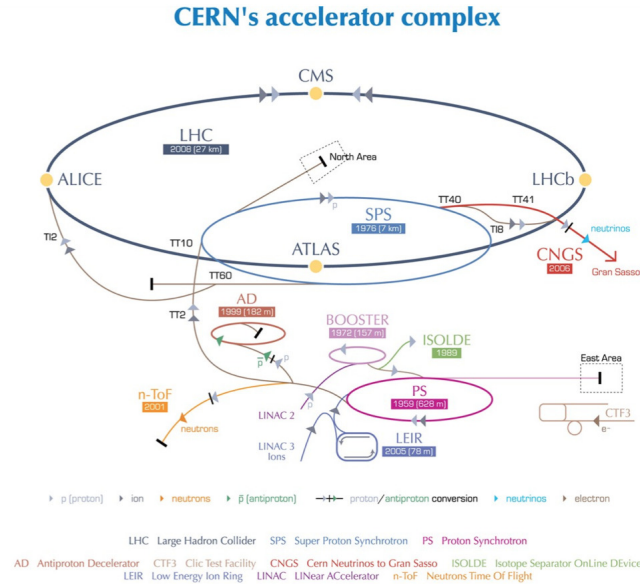 CERN's accelerator complex
CMS
LHC
2008 (27 km)
North Area
ALICE
LHCb
TT40
TT41
SPS
p
1976 (7 km)
TI2
TT10
TI8
neutrinos
ATLAS
CNGS
2006
Gran Sasso
TT60
AD
1999 (182 m)
TT2
BOOSTER
1972 (157 m)
ISOLDE
1989
p
p̄
East Area
n-ToF
2001
PS
1959 (628 m)
LINAC 2
p
neutrons
CTF3
e-
LINAC 3
Ions
LEIR
2005 (78 m)
p (proton)
ion
neutrons
p̄ (antiproton)
proton/antiproton conversion
neutrinos
electron
LHC Large Hadron Collider SPS Super Proton Synchrotron PS Proton Synchrotron
AD Antiproton Decelerator CTF3 Clic Test Facility CNGS Cern Neutrinos to Gran Sasso ISOLDE Isotope Separator OnLine DEvice
LEIR Low Energy Ion Ring LINAC LINear ACcelerator n-ToF Neutrons Time Of Flight